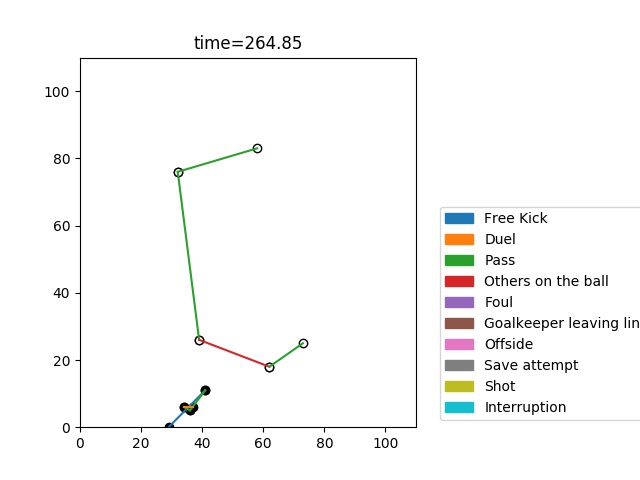 time=264.85
100
80
60
40
20
0
0 20 40 60 80 100
Free Kick
Duel
Pass
Others on the ball
Foul
Goalkeeper leaving lin
Offside
Save attempt
Shot
Interruption